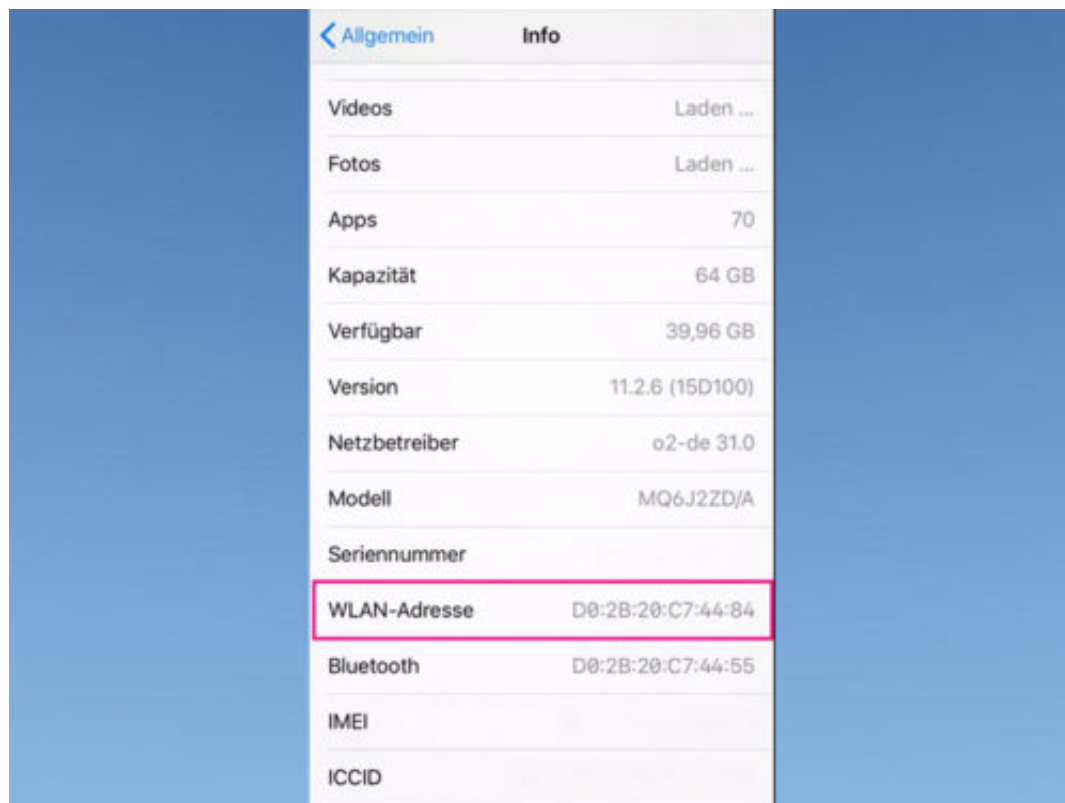 Allgemein Info
Videos Laden ...
Fotos Laden ...
Apps 70
Kapazität 64 GB
Verfügbar 39,96 GB
Version 11.2.6 (15D100)
Netzbetreiber o2-de 31.0
Modell MQ6J2ZD/A
Seriennummer
WLAN-Adresse D0:2B:20:C7:44:84
Bluetooth D0:2B:20:C7:44:55
IMEI
ICCID